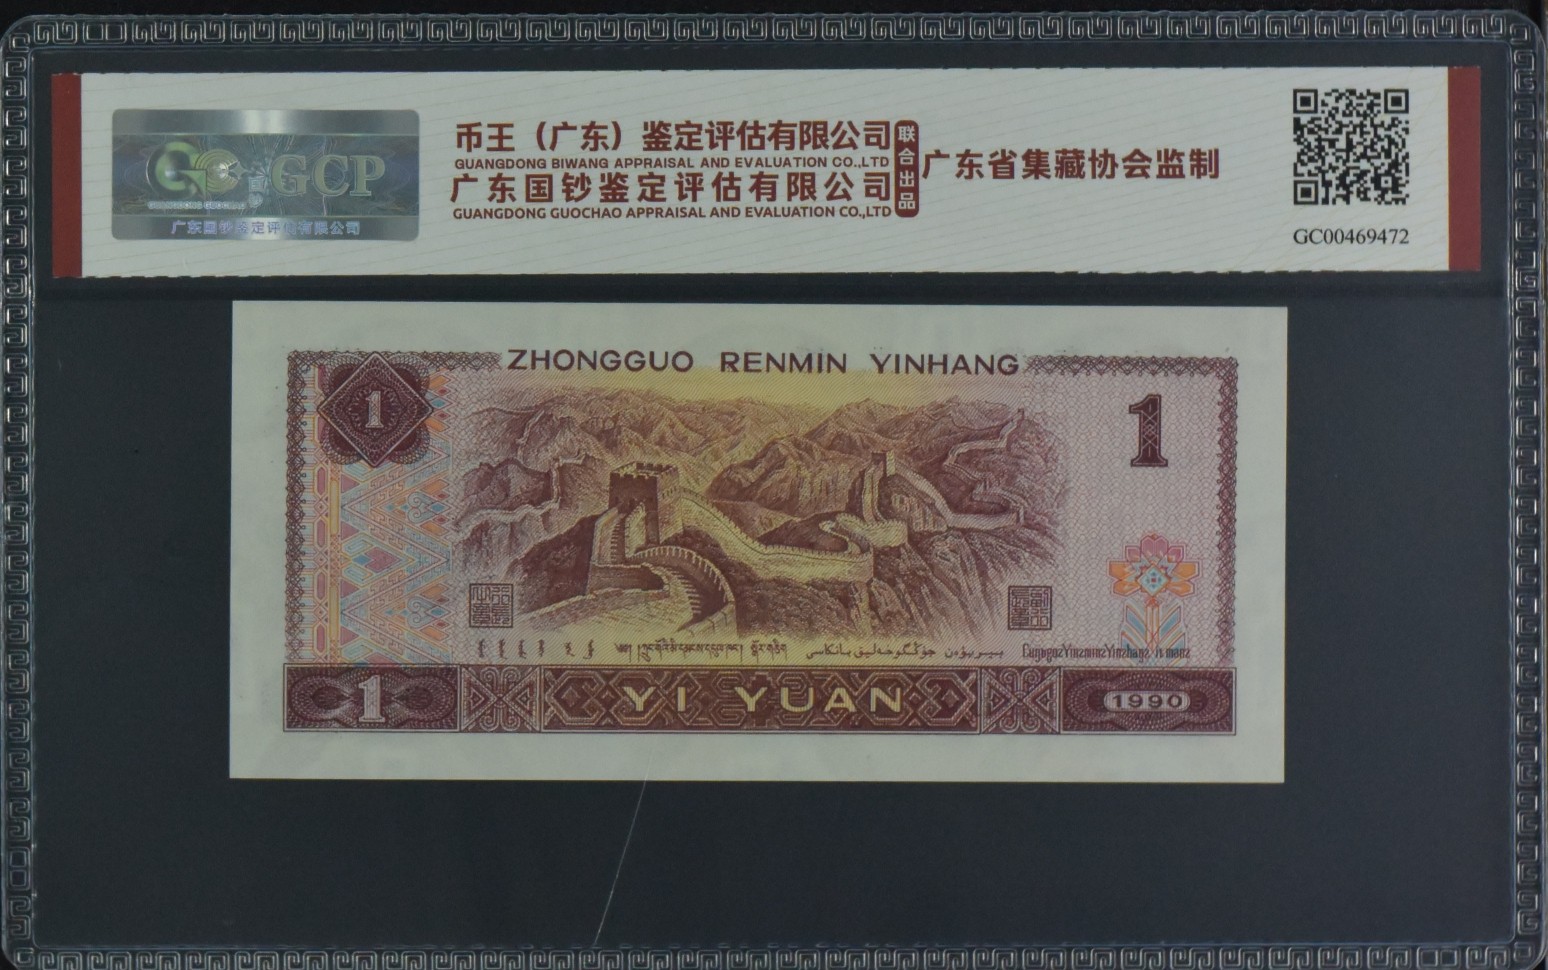 GCP
广东国钞鉴定评估有限公司
币王（广东）鉴定评估有限公司
GUANGDONG BIWANG APPRAISAL AND EVALUATION CO.,LTD
广东国钞鉴定评估有限公司
GUANGDONG GUOCHAO APPRAISAL AND EVALUATION CO.,LTD
联合出品
广东省集藏协会监制
GC00469472
ZHONGGUO RENMIN YINHANG
1
1
1
YI YUAN
1990